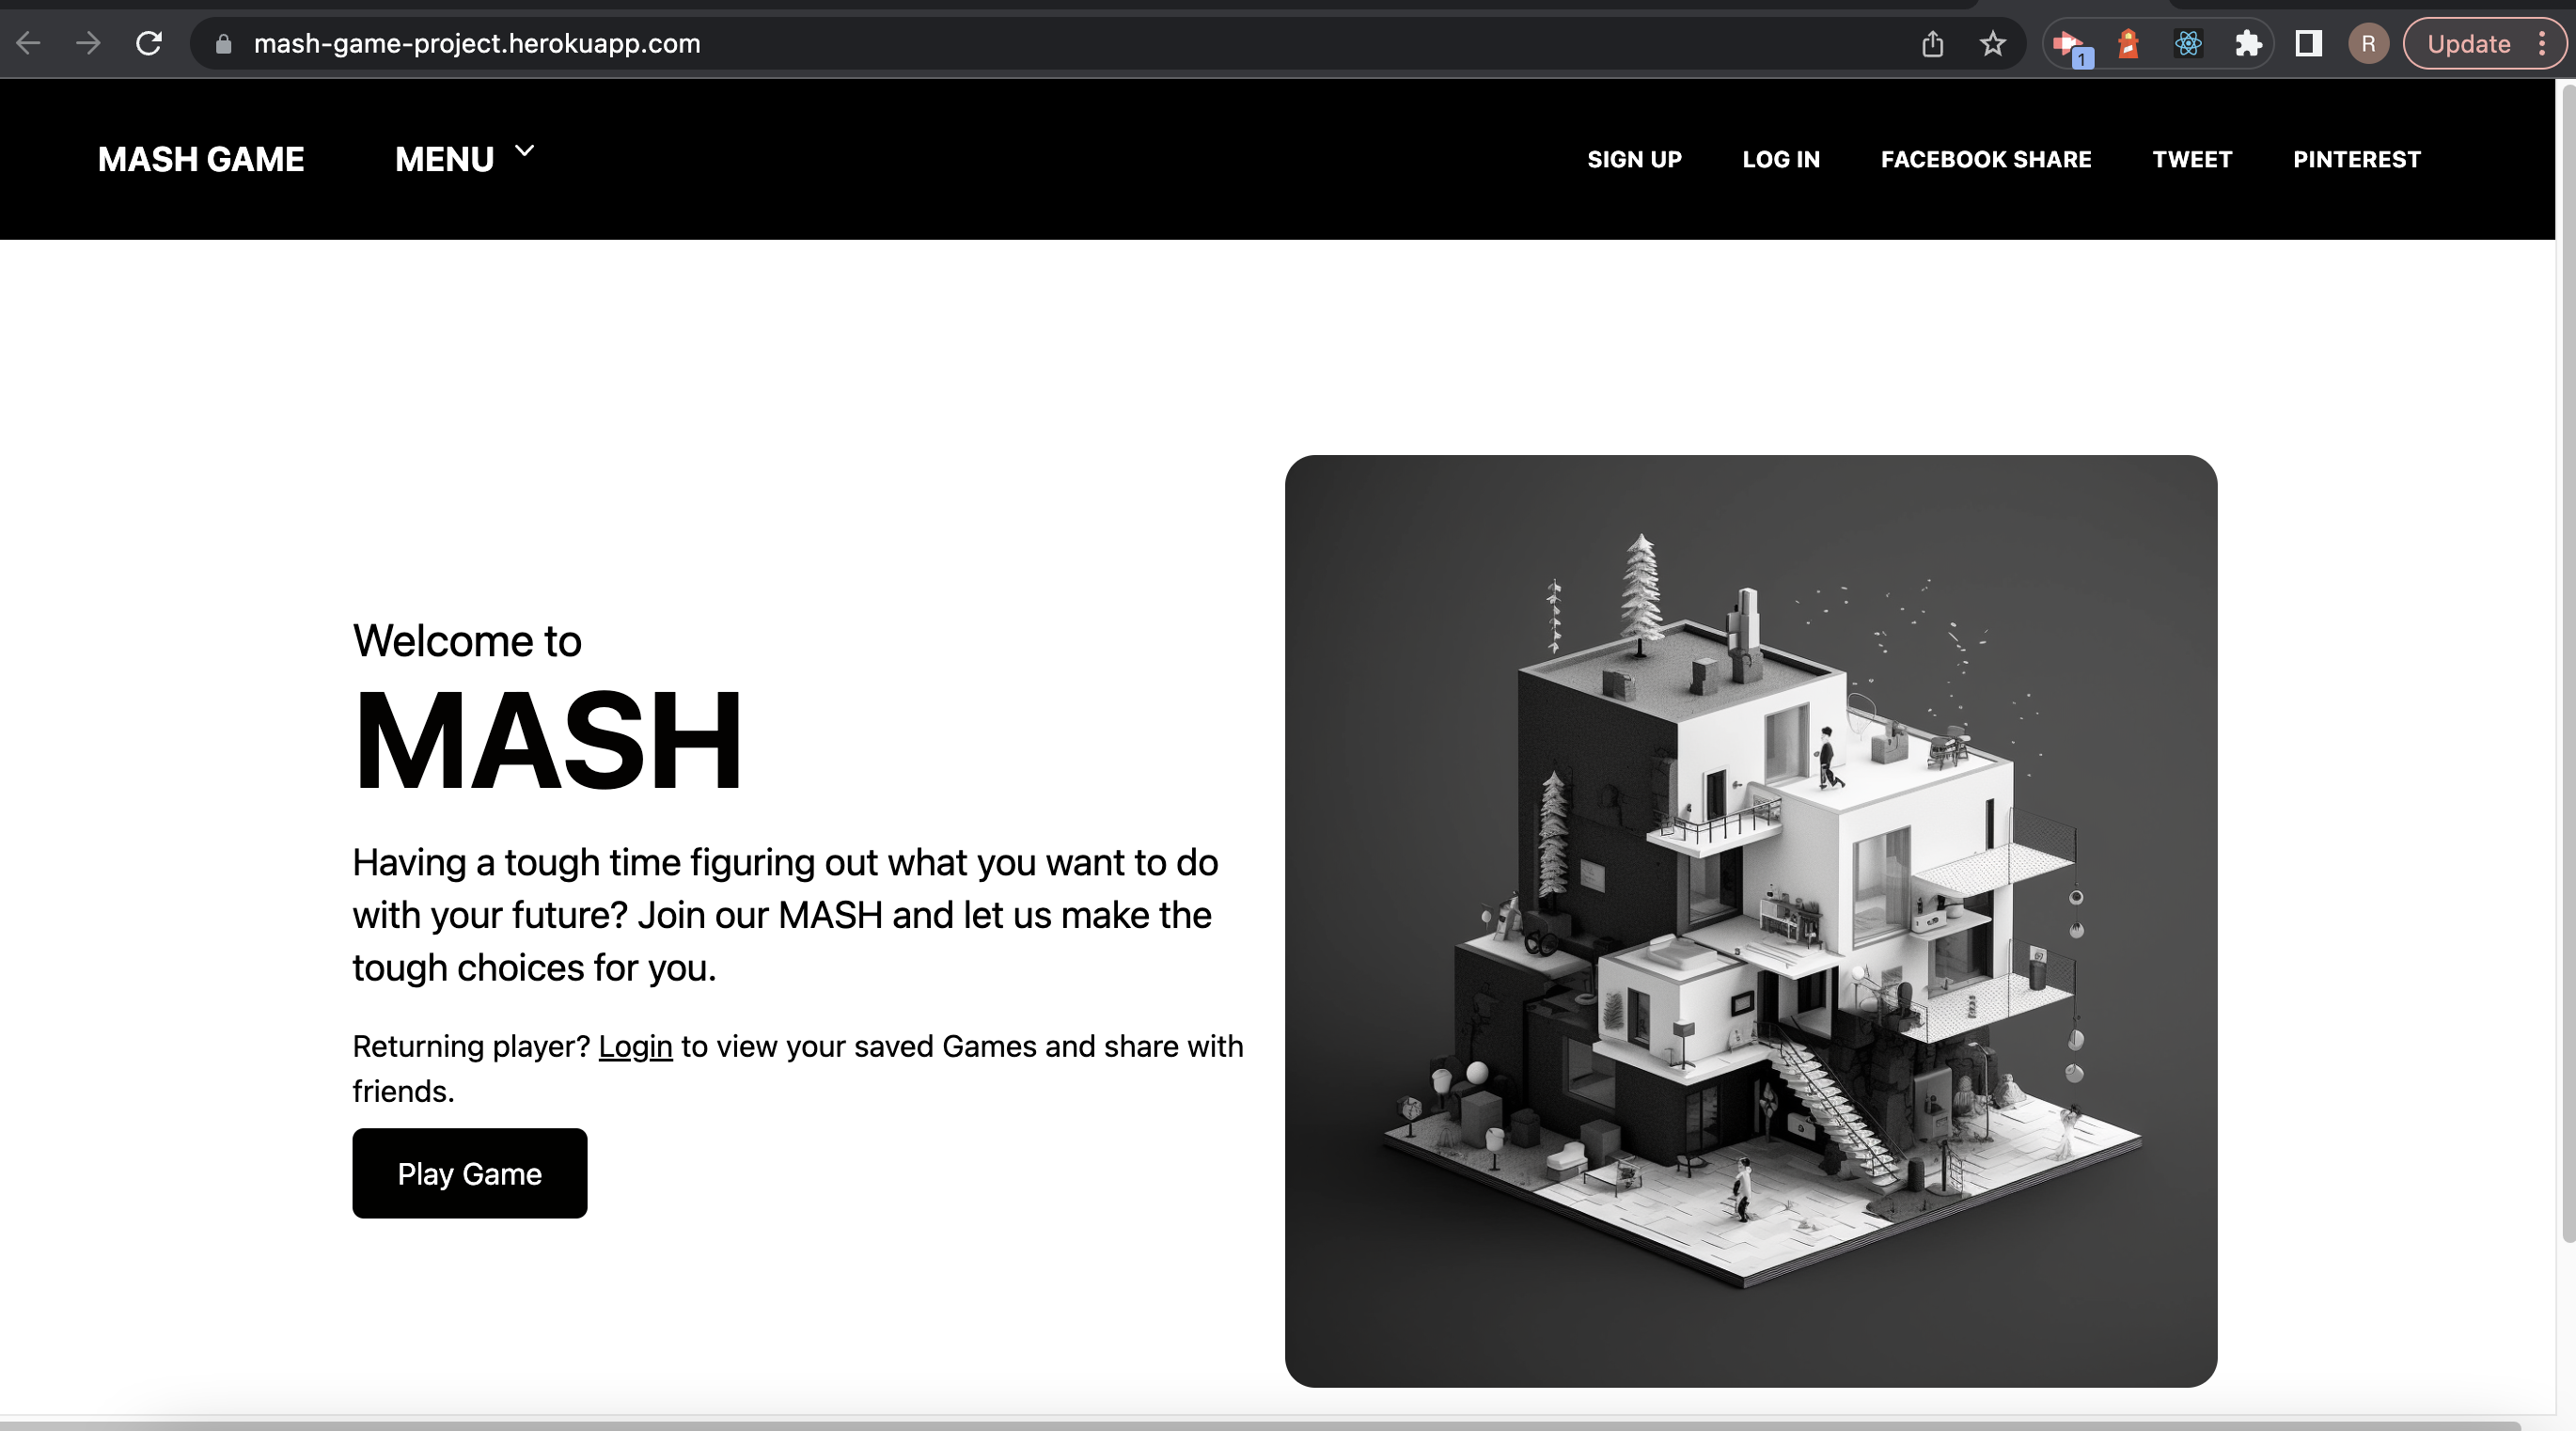 mash-game-project.herokuapp.com
1
R
Update
MASH GAME MENU SIGN UP LOG IN FACEBOOK SHARE TWEET PINTEREST
Welcome to
MASH
Having a tough time figuring out what you want to do
with your future? Join our MASH and let us make the
tough choices for you.
Returning player? Login to view your saved Games and share with
friends.
Play Game